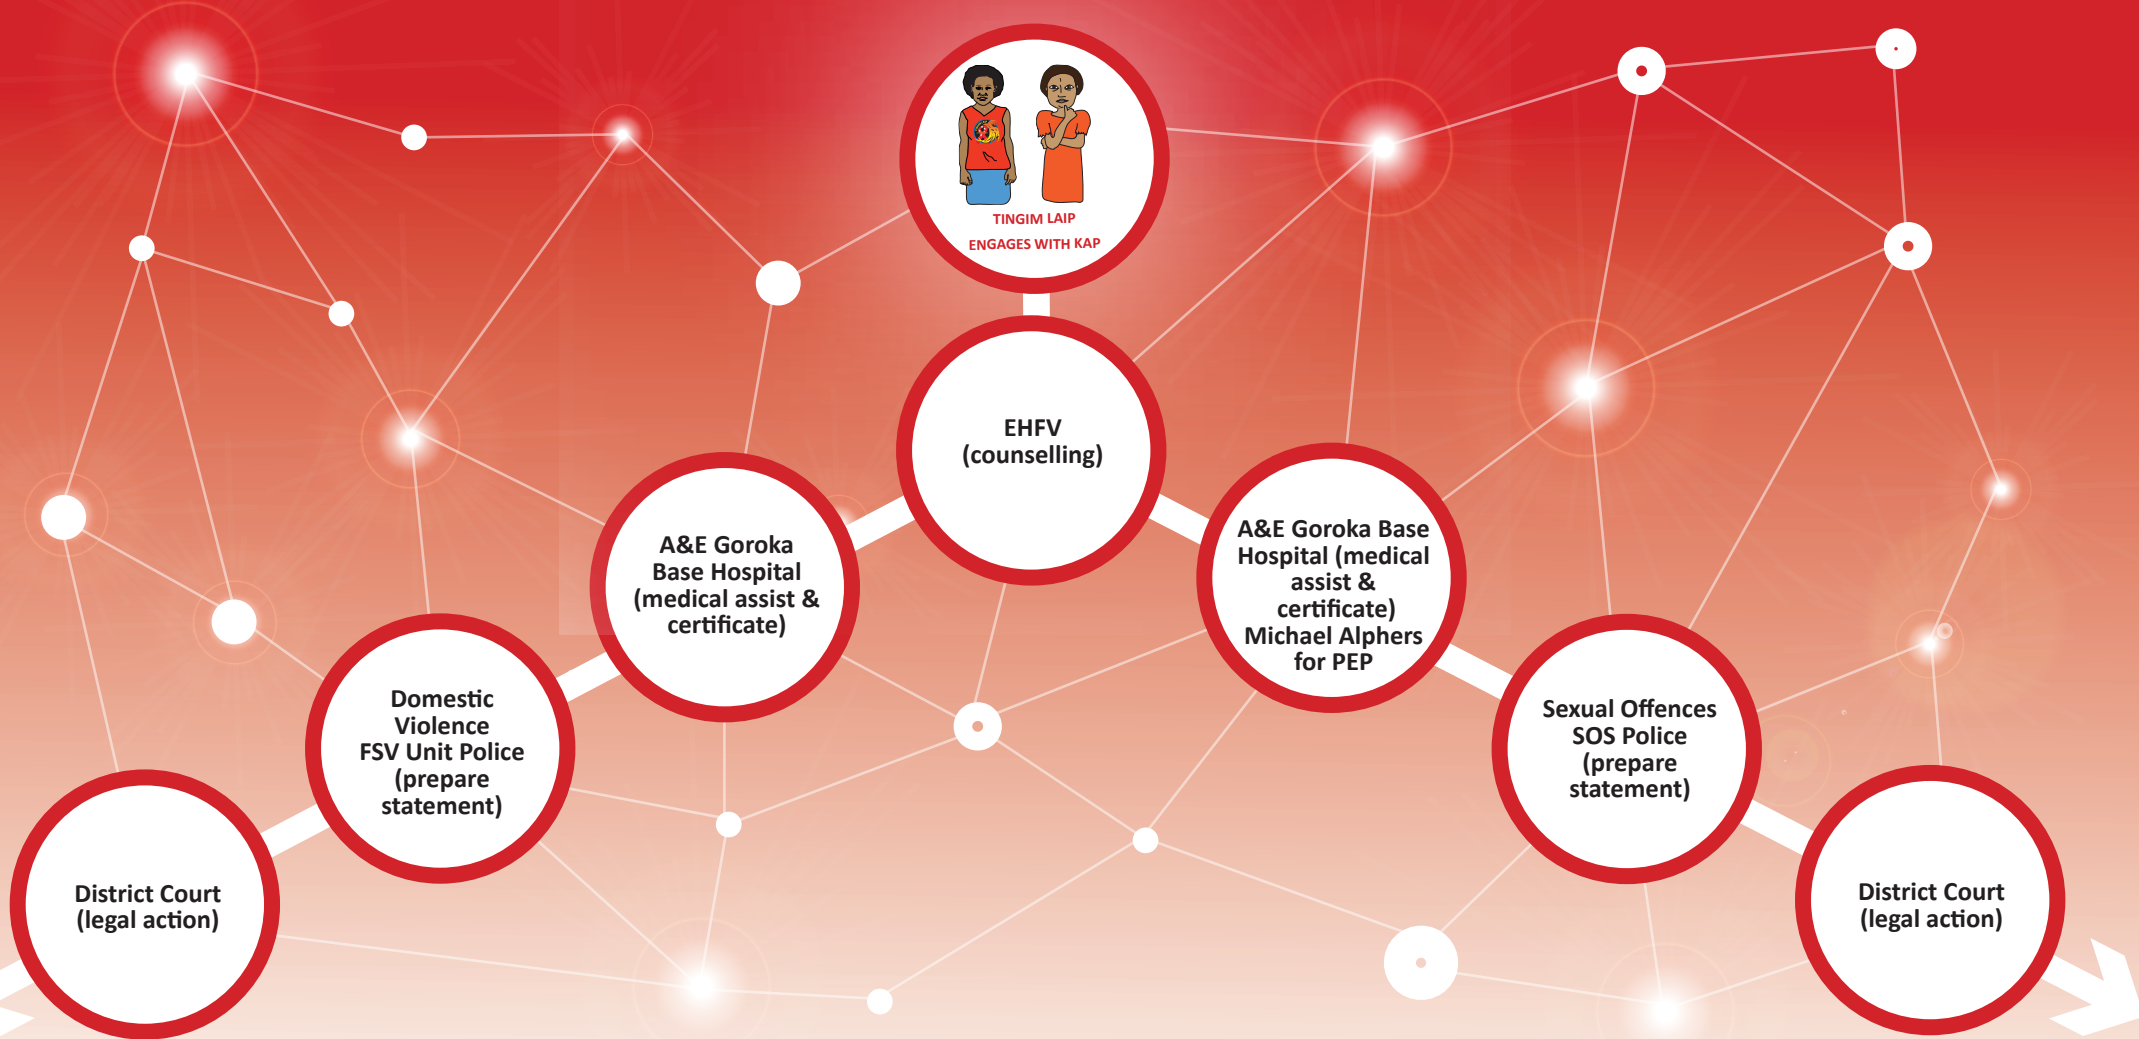 TINGIM LAIP
ENGAGES WITH KAP
EHFV
(counselling)
A&E Goroka
Base Hospital
(medical assist &
certificate)
Domestic
Violence
FSV Unit Police
(prepare
statement)
District Court
(legal action)
A&E Goroka Base
Hospital (medical
assist &
certificate)
Michael Alphers
for PEP
Sexual Offences
SOS Police
(prepare
statement)
District Court
(legal action)